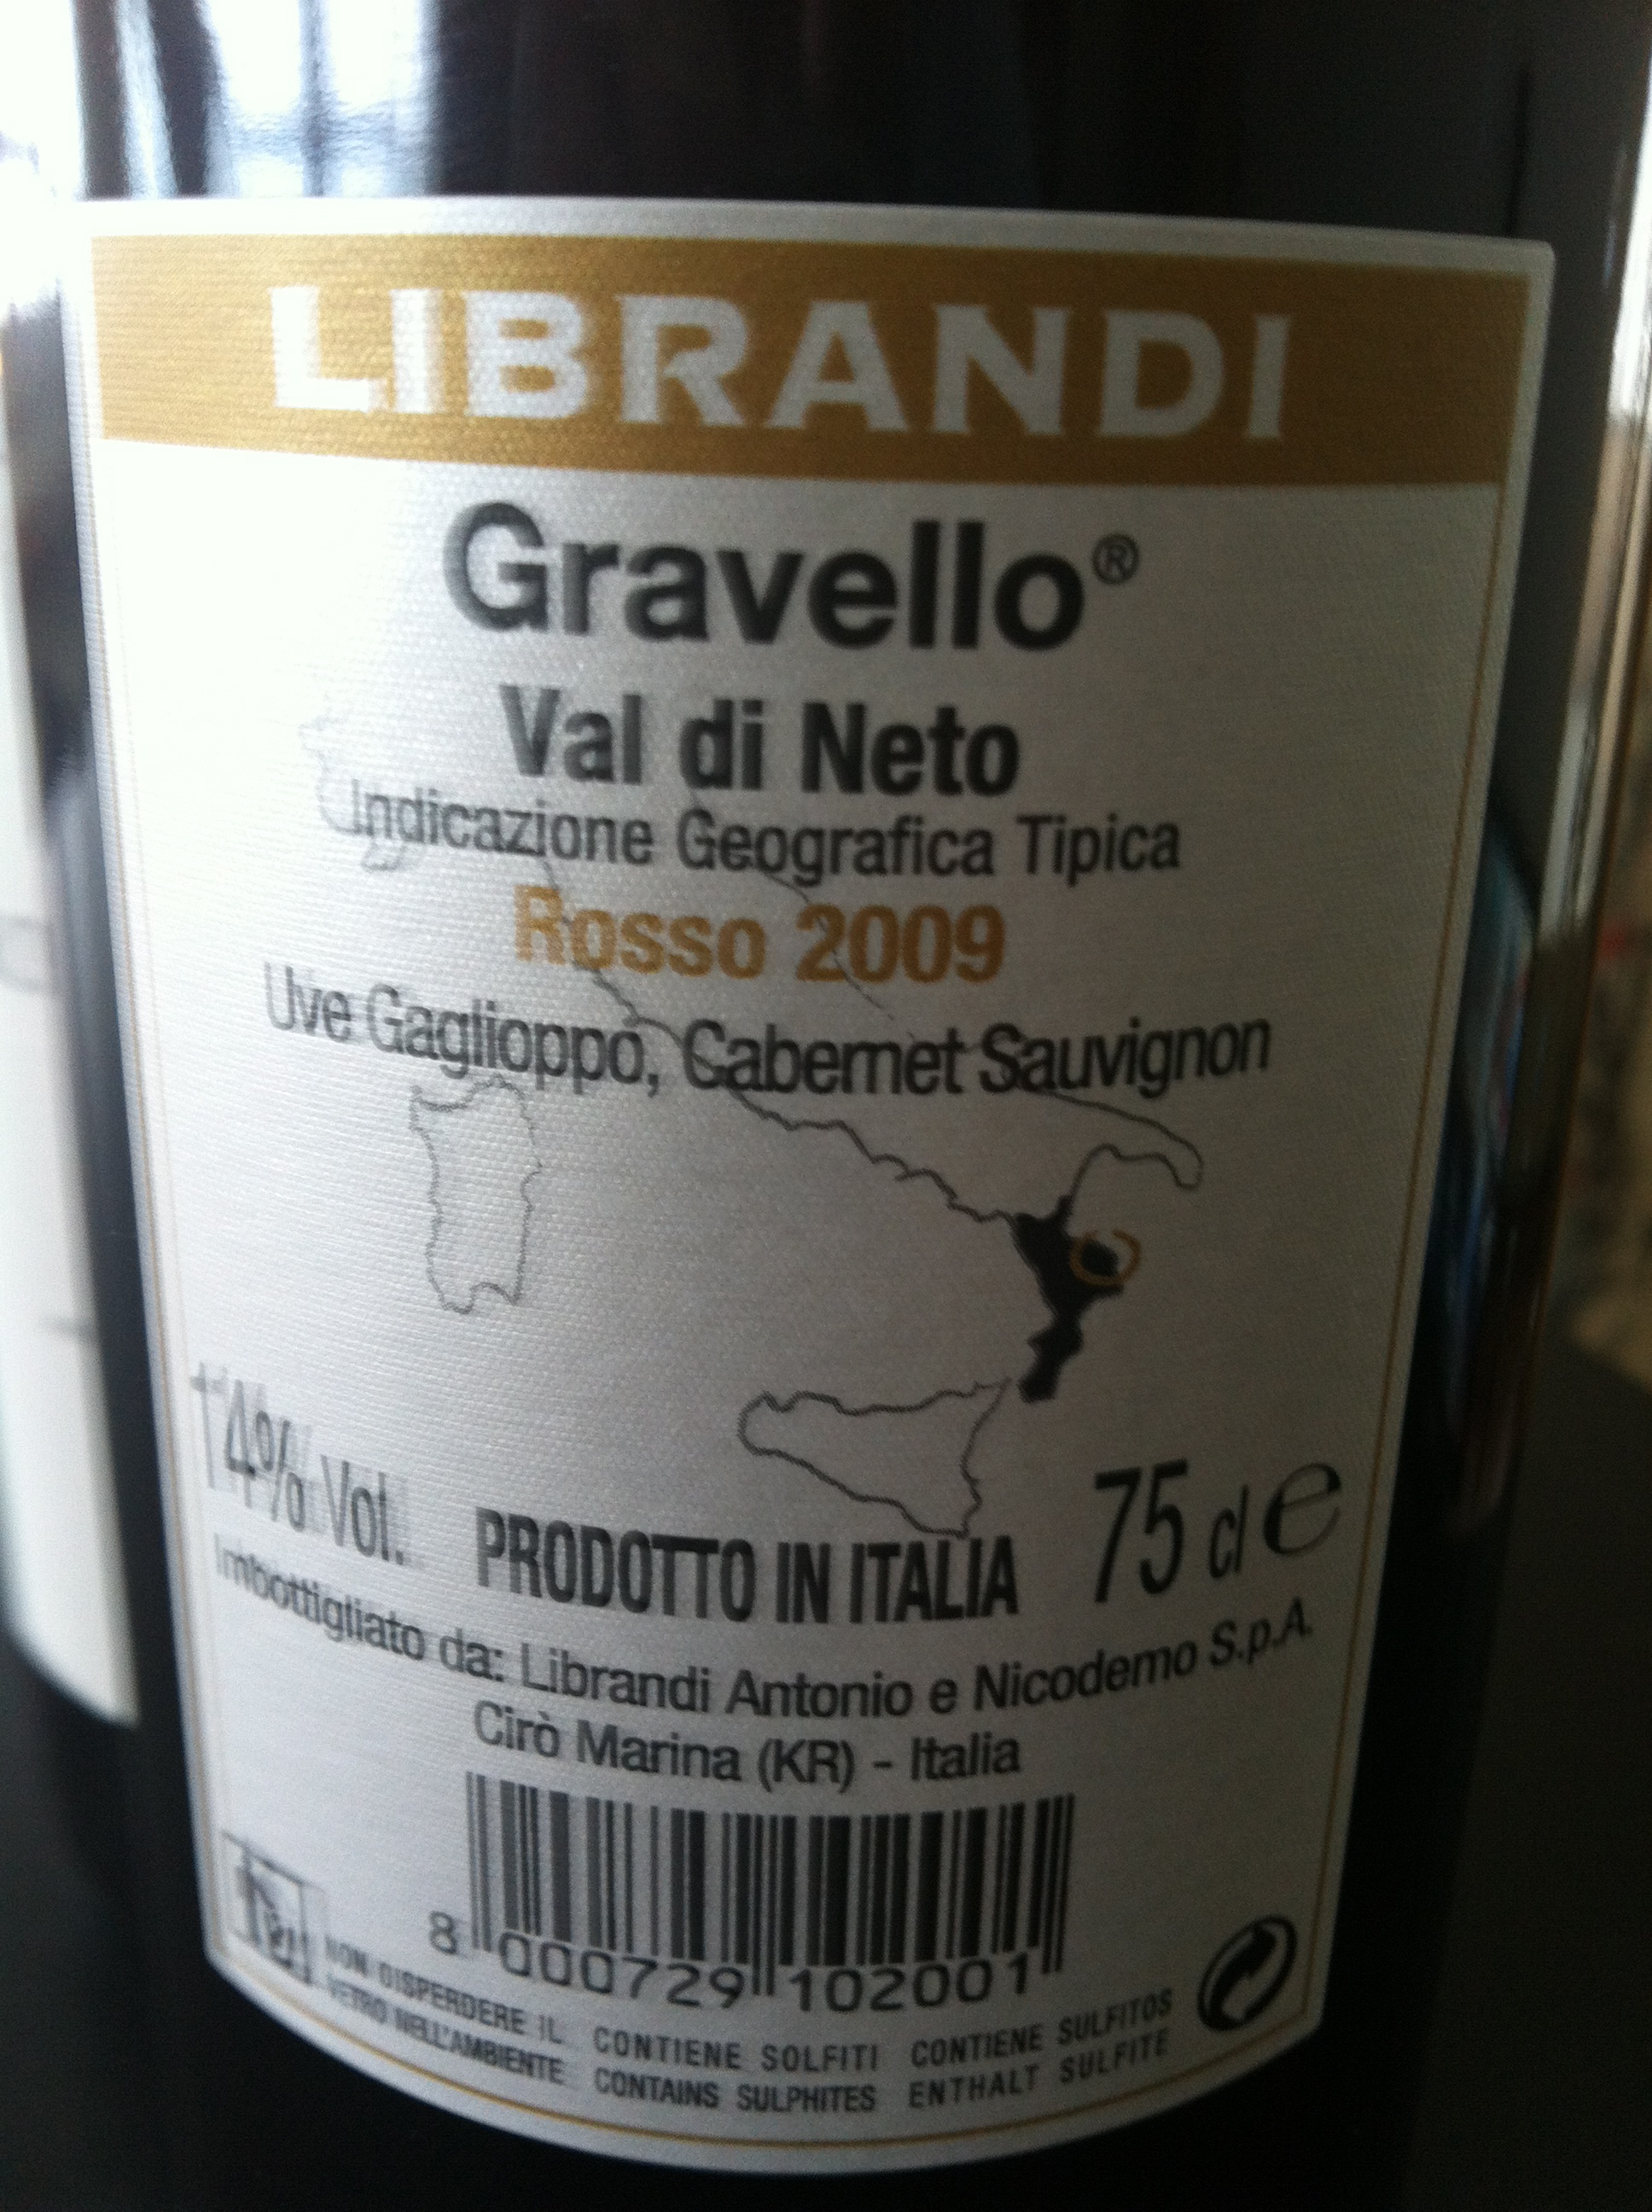 LIBRANDI
Gravello®
Val di Neto
Indicazione Geografica Tipica
Rosso 2009
Uve Gaglioppo, Cabernet Sauvignon
14% Vol. PRODOTTO IN ITALIA 75 cl e
Imbottigliato da: Librandi Antonio e Nicodemo S.p.A.
Cirò Marina (KR) - Italia
8 000729 102001
NON DISPERDERE IL CONTIENE SOLFITI CONTIENE SULFITOS
VETRO NELL'AMBIENTE CONTAINS SULPHITES ENTHALT SULFITE